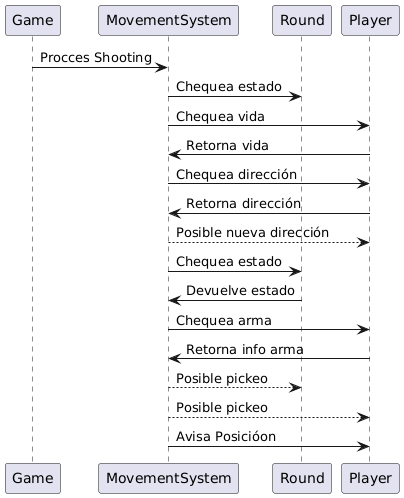 Game MovementSystem Round Player
Procces Shooting
Chequea estado
Chequea vida
Retorna vida
Chequea dirección
Retorna dirección
Posible nueva dirección
Chequea estado
Devuelve estado
Chequea arma
Retorna info arma
Posible pickeo
Posible pickeo
Avisa Posicióon
Game MovementSystem Round Player